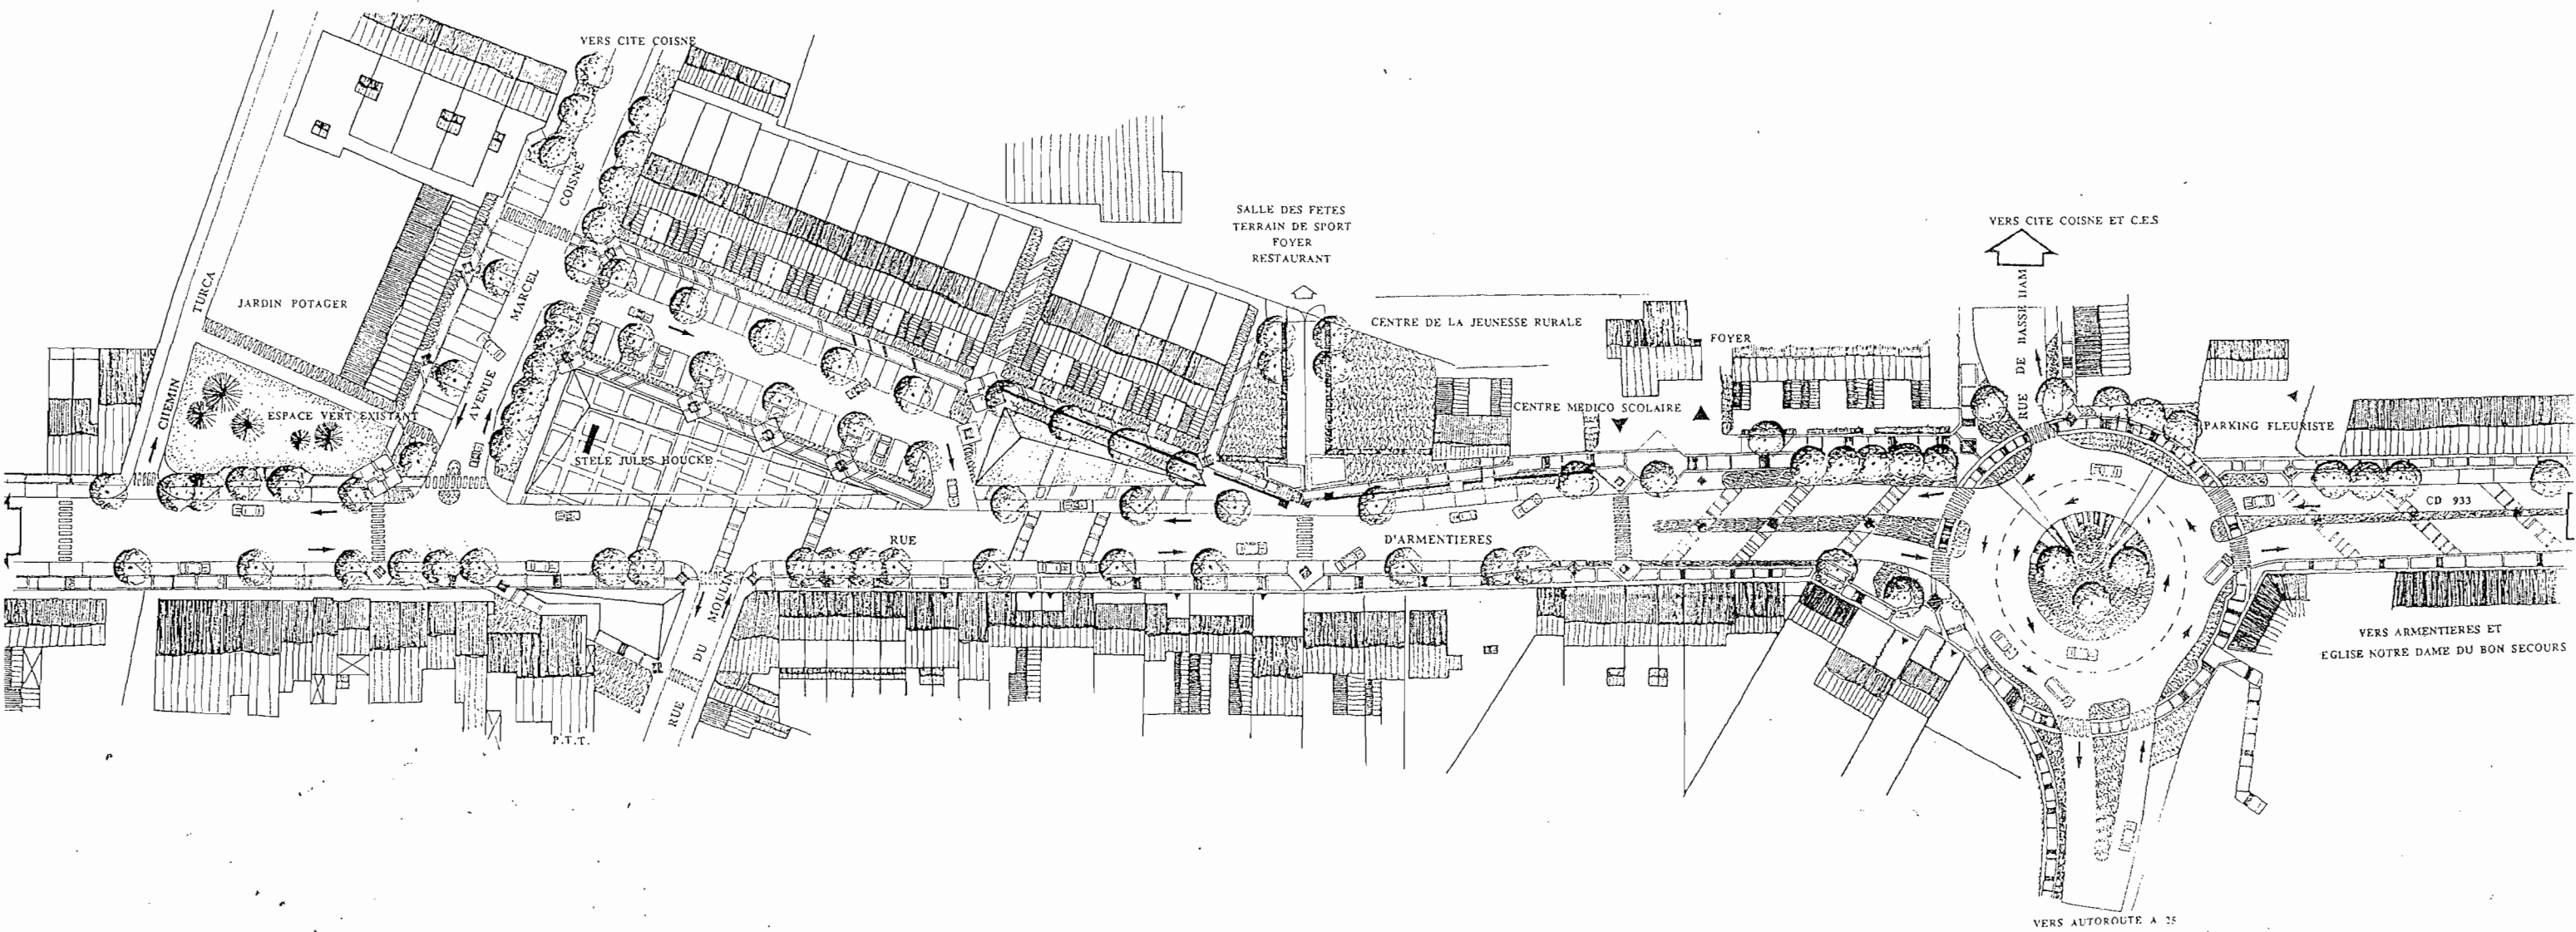 VERS CITE COISNE
COISNE
MARCEL
AVENUE
TURCA
CHEMIN
JARDIN POTAGER
ESPACE VERT EXISTANT
STELE JULES HOUCKE
SALLE DES FETES
TERRAIN DE SPORT
FOYER
RESTAURANT
CENTRE DE LA JEUNESSE RURALE
FOYER
CENTRE MEDICO SCOLAIRE
VERS CITE COISNE ET C.E.S
RUE DE BASSE HAM
PARKING FLEURISTE
CD 933
RUE
D'ARMENTIERES
RUE DU MOULIN
P.T.T.
VERS ARMENTIERES ET
EGLISE NOTRE DAME DU BON SECOURS
VERS AUTOROUTE A 25